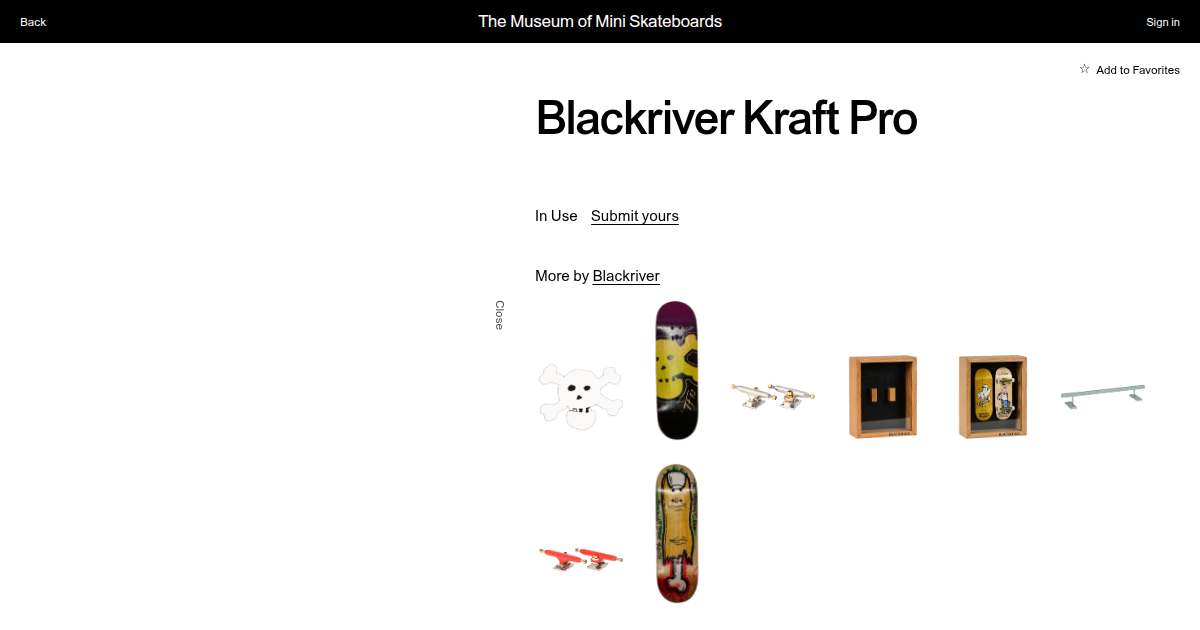 Back
The Museum of Mini Skateboards
Sign in
☆ Add to Favorites
Blackriver Kraft Pro
In Use Submit yours
More by Blackriver
Close